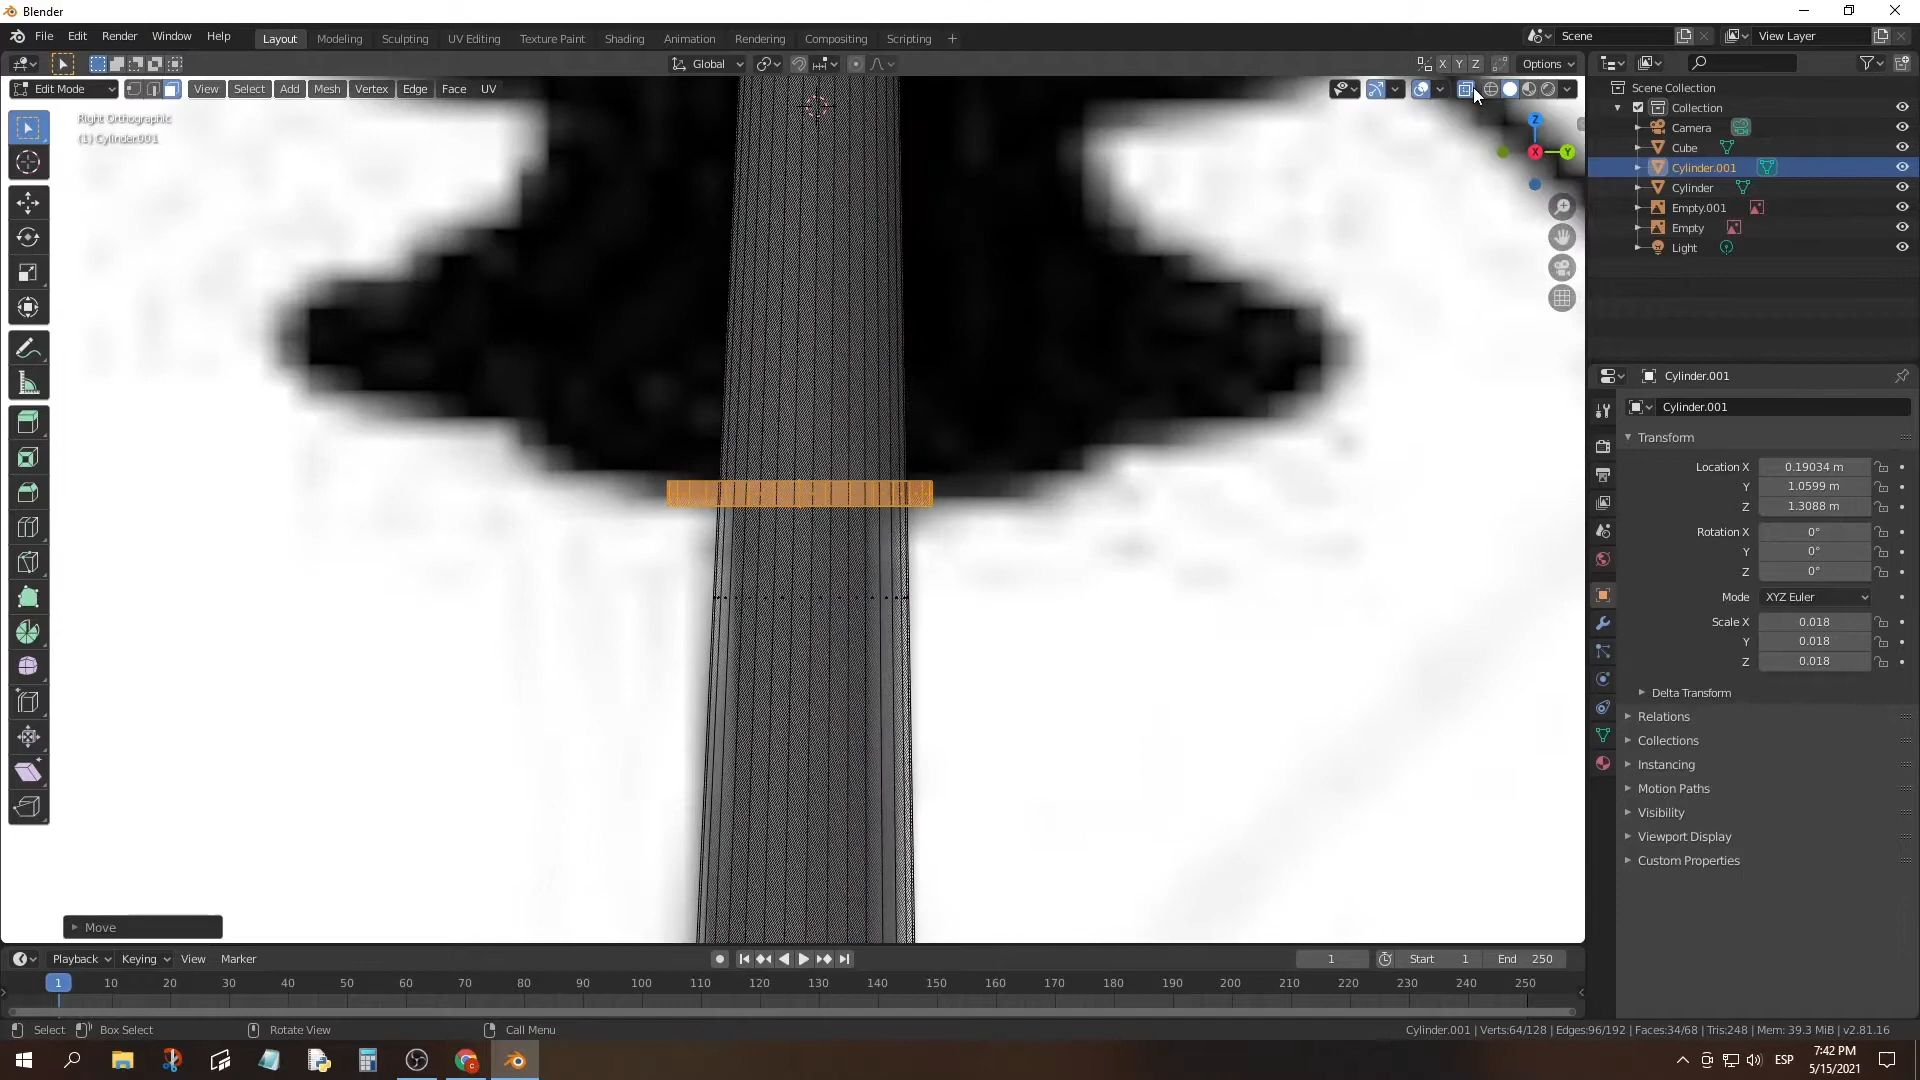 Blender
File Edit Render Window Help
Layout Modeling Sculpting UV Editing Texture Paint Shading Animation Rendering Compositing Scripting
Scene
View Layer
Global
X Y Z
Options
Edit Mode
View Select Add Mesh Vertex Edge Face UV
Right Orthographic
(1) Cylinder.001
Z
X
Y
Move
Scene Collection
Collection
Camera
Cube
Cylinder.001
Cylinder
Empty.001
Empty
Light
Cylinder.001
Cylinder.001
Transform
Location X 0.19034 m
Y 1.0599 m
Z 1.3088 m
Rotation X 0°
Y 0°
Z 0°
Mode XYZ Euler
Scale X 0.018
Y 0.018
Z 0.018
Delta Transform
Relations
Collections
Instancing
Motion Paths
Visibility
Viewport Display
Custom Properties
Playback Keying View Marker
1 Start 1 End 250
1 10 20 30 40 50 60 70 80 90 100 110 120 130 140 150 160 170 180 190 200 210 220 230 240 250
Select Box Select Rotate View Call Menu
Cylinder.001 | Verts:64/128 | Edges:96/192 | Faces:34/68 | Tris:248 | Mem: 39.3 MiB | v2.81.16
ESP
7:42 PM
5/15/2021